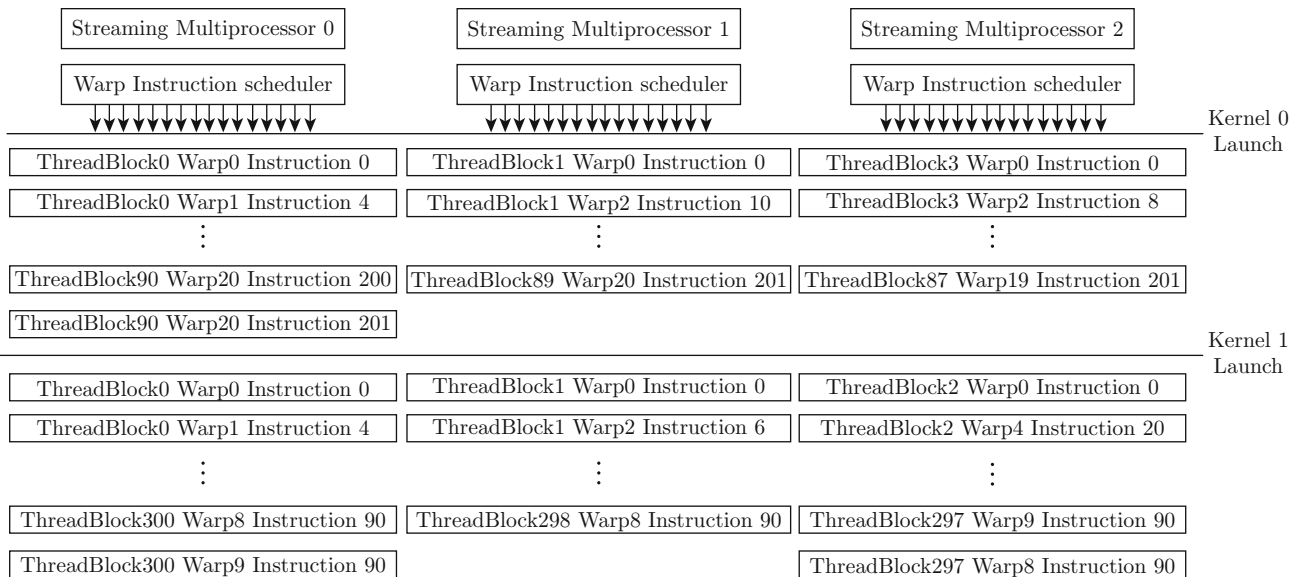 Streaming Multiprocessor 0
Streaming Multiprocessor 1
Streaming Multiprocessor 2
Warp Instruction scheduler
Warp Instruction scheduler
Warp Instruction scheduler
Kernel 0
Launch
ThreadBlock0 Warp0 Instruction 0
ThreadBlock1 Warp0 Instruction 0
ThreadBlock3 Warp0 Instruction 0
ThreadBlock0 Warp1 Instruction 4
ThreadBlock1 Warp2 Instruction 10
ThreadBlock3 Warp2 Instruction 8
ThreadBlock90 Warp20 Instruction 200
ThreadBlock89 Warp20 Instruction 201
ThreadBlock87 Warp19 Instruction 201
ThreadBlock90 Warp20 Instruction 201
Kernel 1
Launch
ThreadBlock0 Warp0 Instruction 0
ThreadBlock1 Warp0 Instruction 0
ThreadBlock2 Warp0 Instruction 0
ThreadBlock0 Warp1 Instruction 4
ThreadBlock1 Warp2 Instruction 6
ThreadBlock2 Warp4 Instruction 20
ThreadBlock300 Warp8 Instruction 90
ThreadBlock298 Warp8 Instruction 90
ThreadBlock297 Warp9 Instruction 90
ThreadBlock300 Warp9 Instruction 90
ThreadBlock297 Warp8 Instruction 90